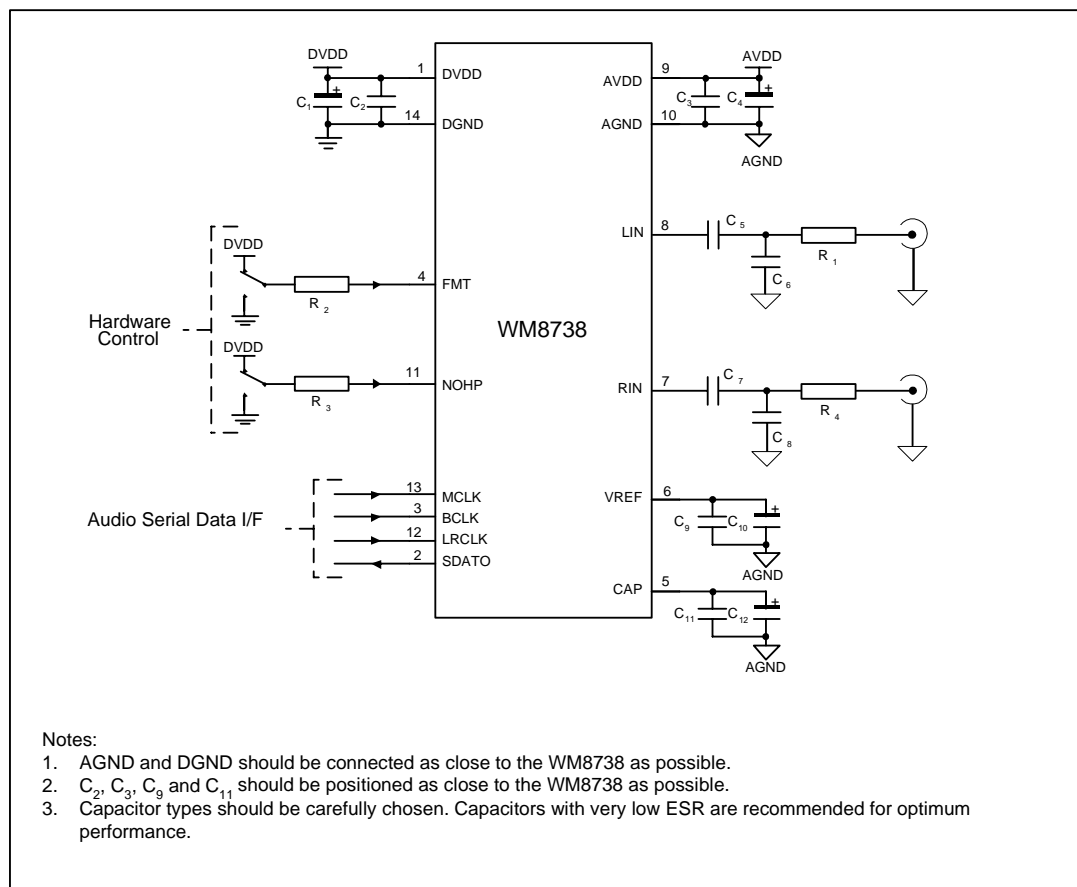 DVDD
AVDD
1
DVDD
C1
+
C2
14
DGND
9
AVDD
C3
C4
+
10
AGND
AGND
LIN
8
C5
R1
C6
Hardware
Control
DVDD
4
FMT
R2
DVDD
11
NOHP
R3
WM8738
RIN
7
C7
R4
C8
Audio Serial Data I/F
13
MCLK
3
BCLK
12
LRCLK
2
SDATO
VREF
6
C9
C10
+
AGND
CAP
5
C11
C12
+
AGND
Notes:
1. AGND and DGND should be connected as close to the WM8738 as possible.
2. C2, C3, C9 and C11 should be positioned as close to the WM8738 as possible.
3. Capacitor types should be carefully chosen. Capacitors with very low ESR are recommended for optimum
performance.